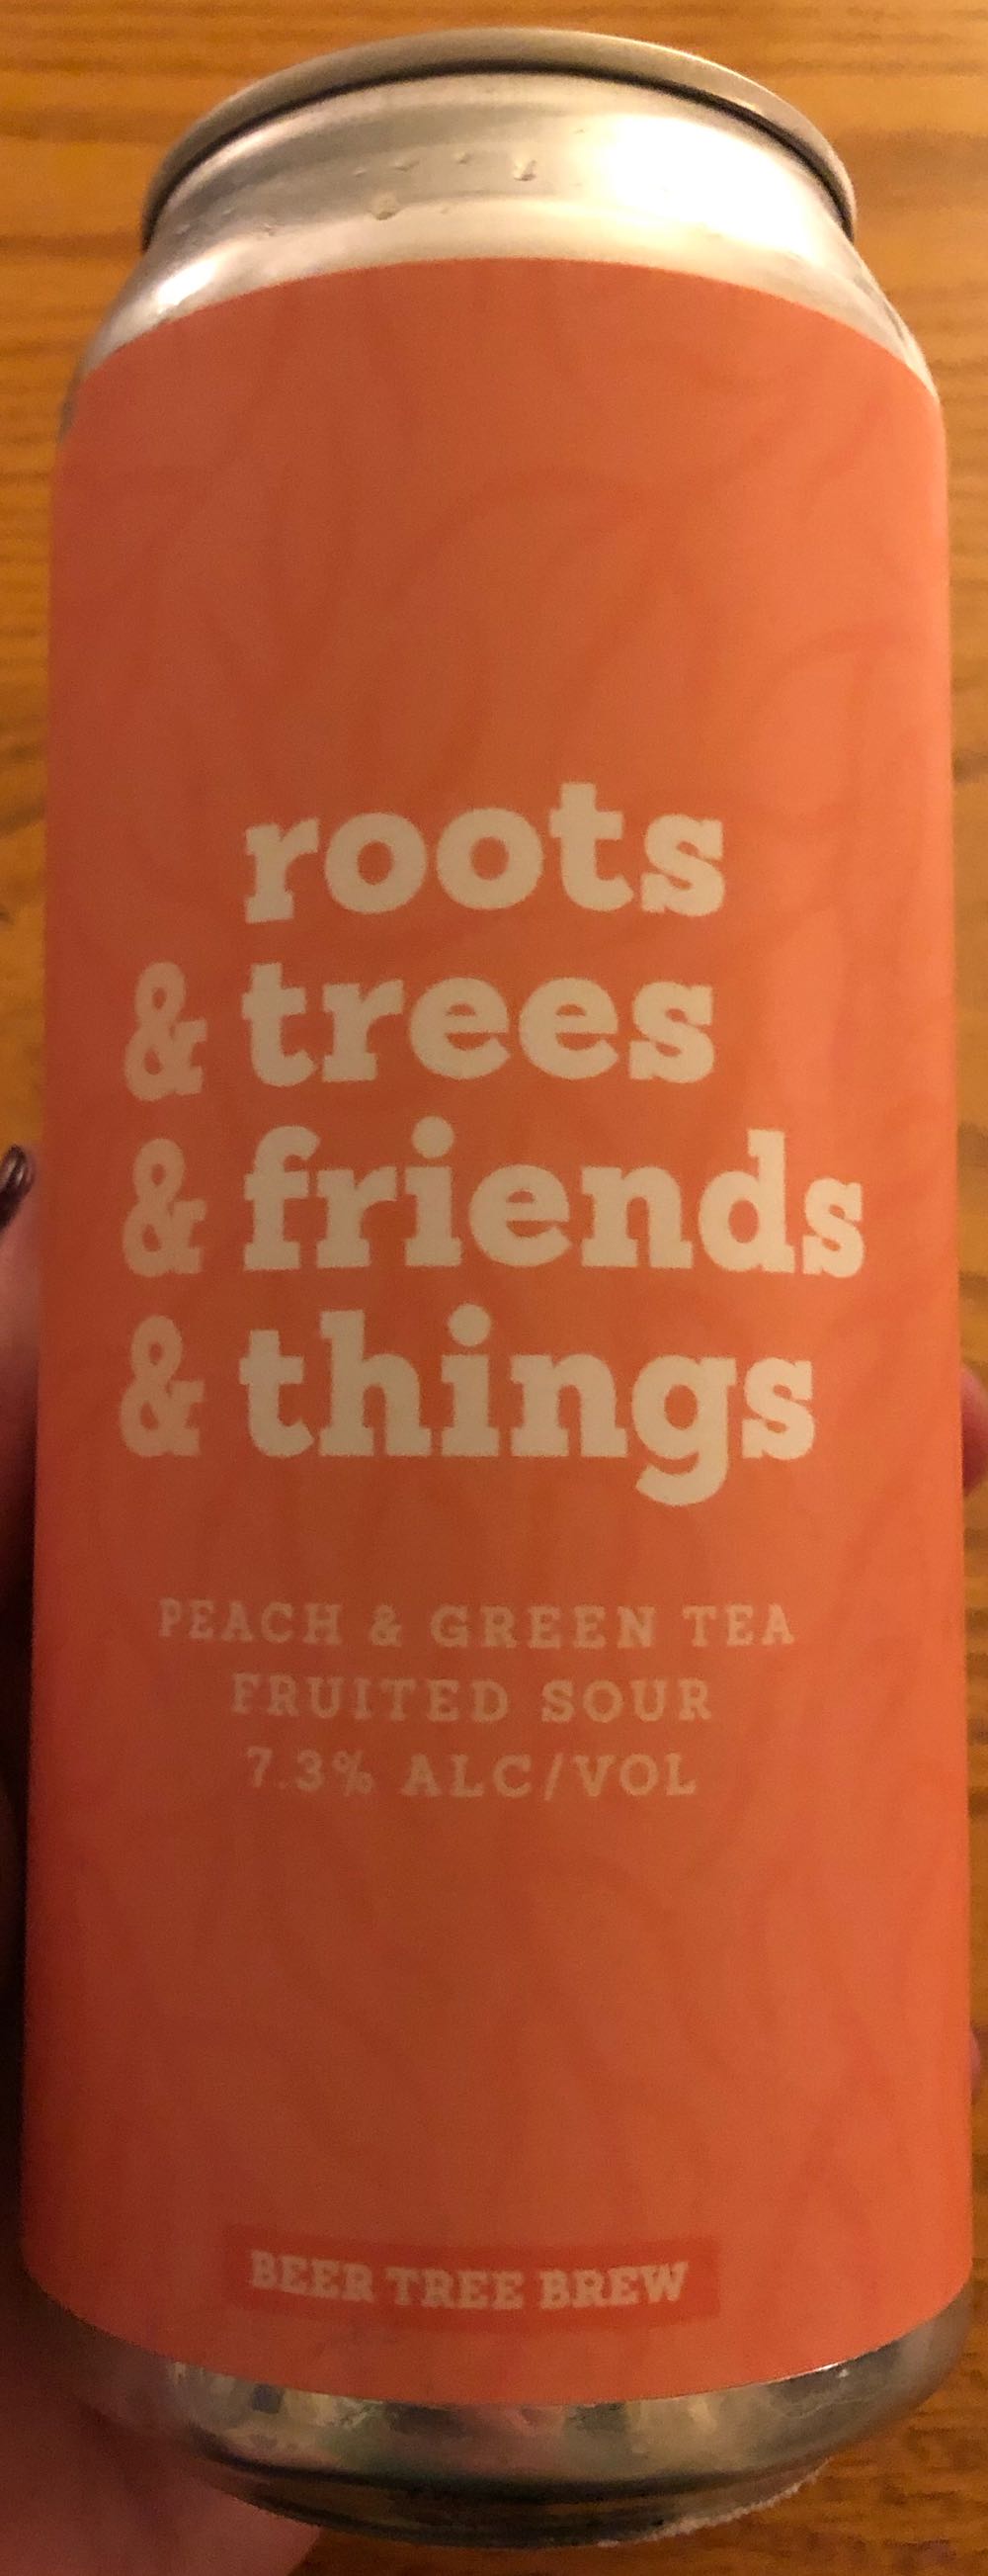 roots
& trees
& friends
& things
PEACH & GREEN TEA
FRUITED SOUR
7.3% ALC/VOL
BEER TREE BREW